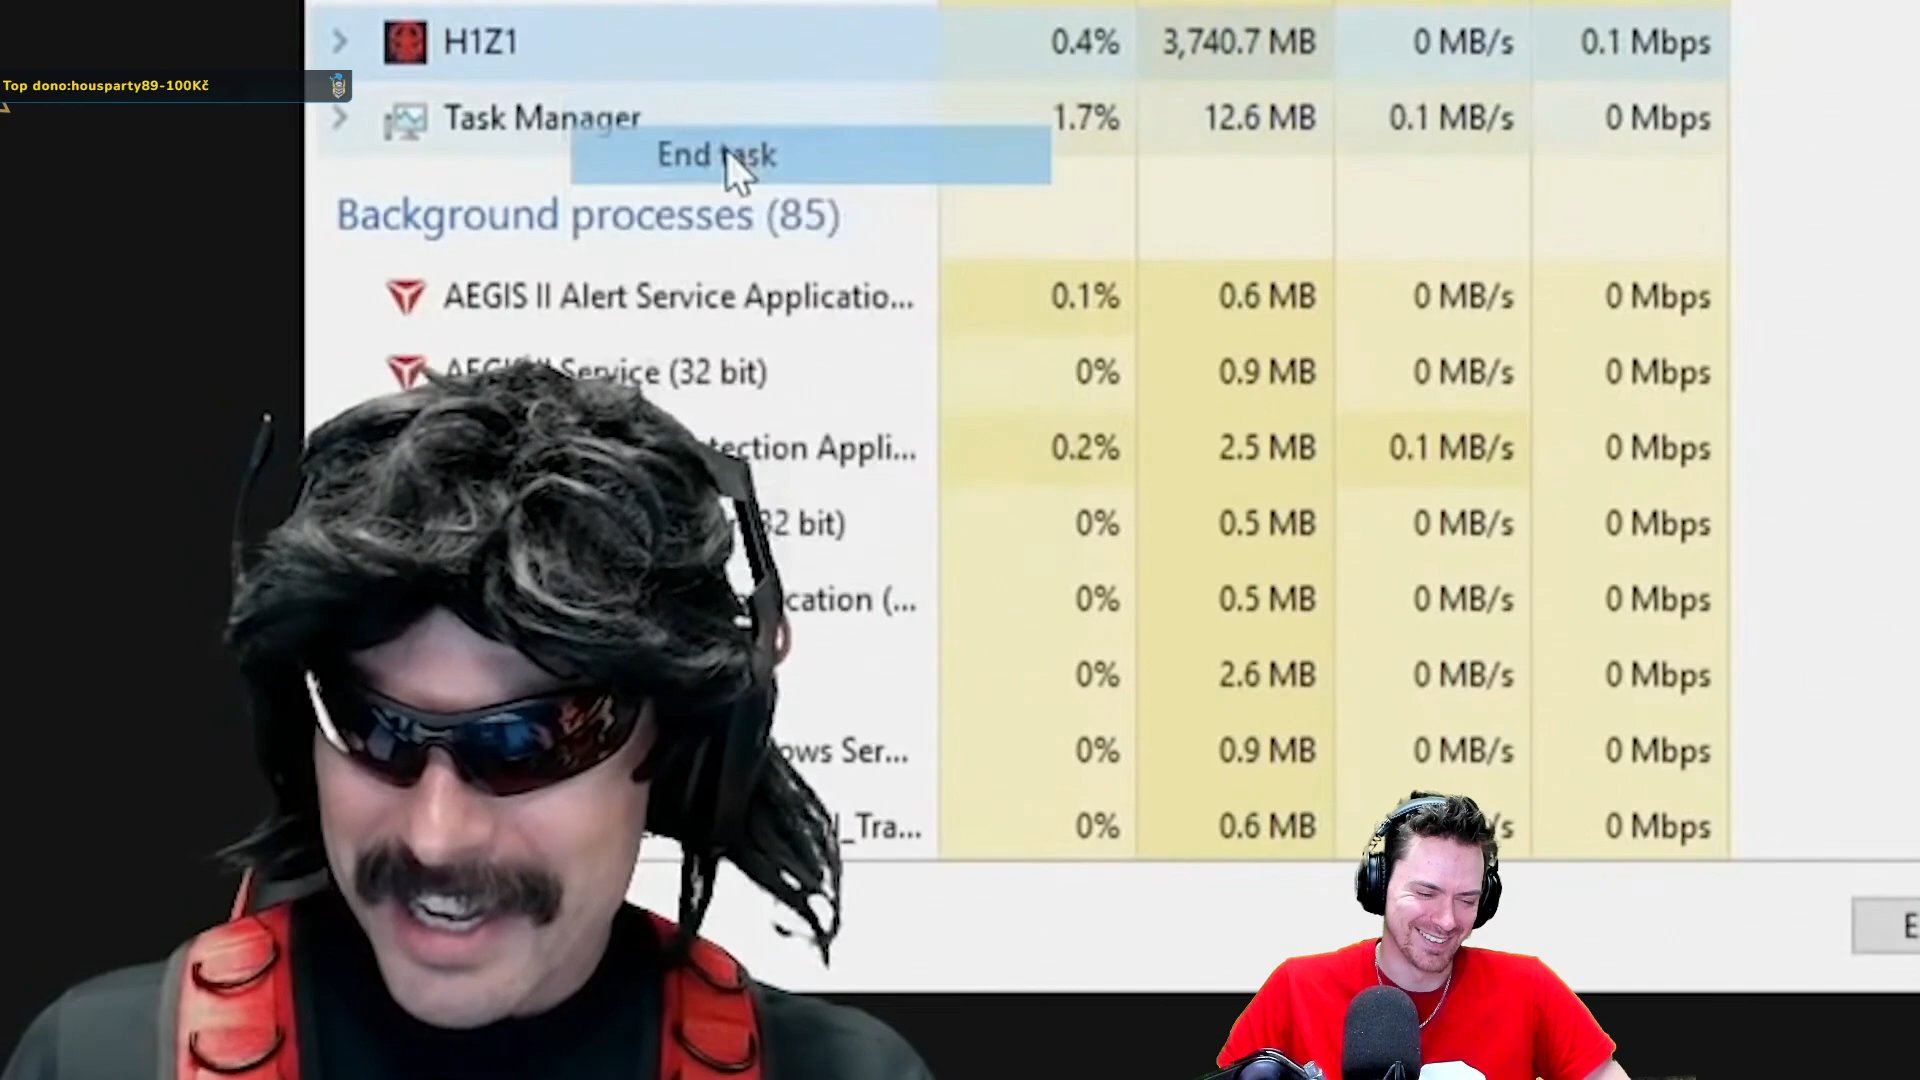 H1Z1 0.4% 3,740.7 MB 0 MB/s 0.1 Mbps
Top dono:housparty89-100Kč
Task Manager 1.7% 12.6 MB 0.1 MB/s 0 Mbps
End task
Background processes (85)
AEGIS II Alert Service Applicatio... 0.1% 0.6 MB 0 MB/s 0 Mbps
Service (32 bit) 0% 0.9 MB 0 MB/s 0 Mbps
tection Appli... 0.2% 2.5 MB 0.1 MB/s 0 Mbps
32 bit) 0% 0.5 MB 0 MB/s 0 Mbps
cation (... 0% 0.5 MB 0 MB/s 0 Mbps
0% 2.6 MB 0 MB/s 0 Mbps
ows Ser... 0% 0.9 MB 0 MB/s 0 Mbps
_Tra... 0% 0.6 MB /s 0 Mbps
E